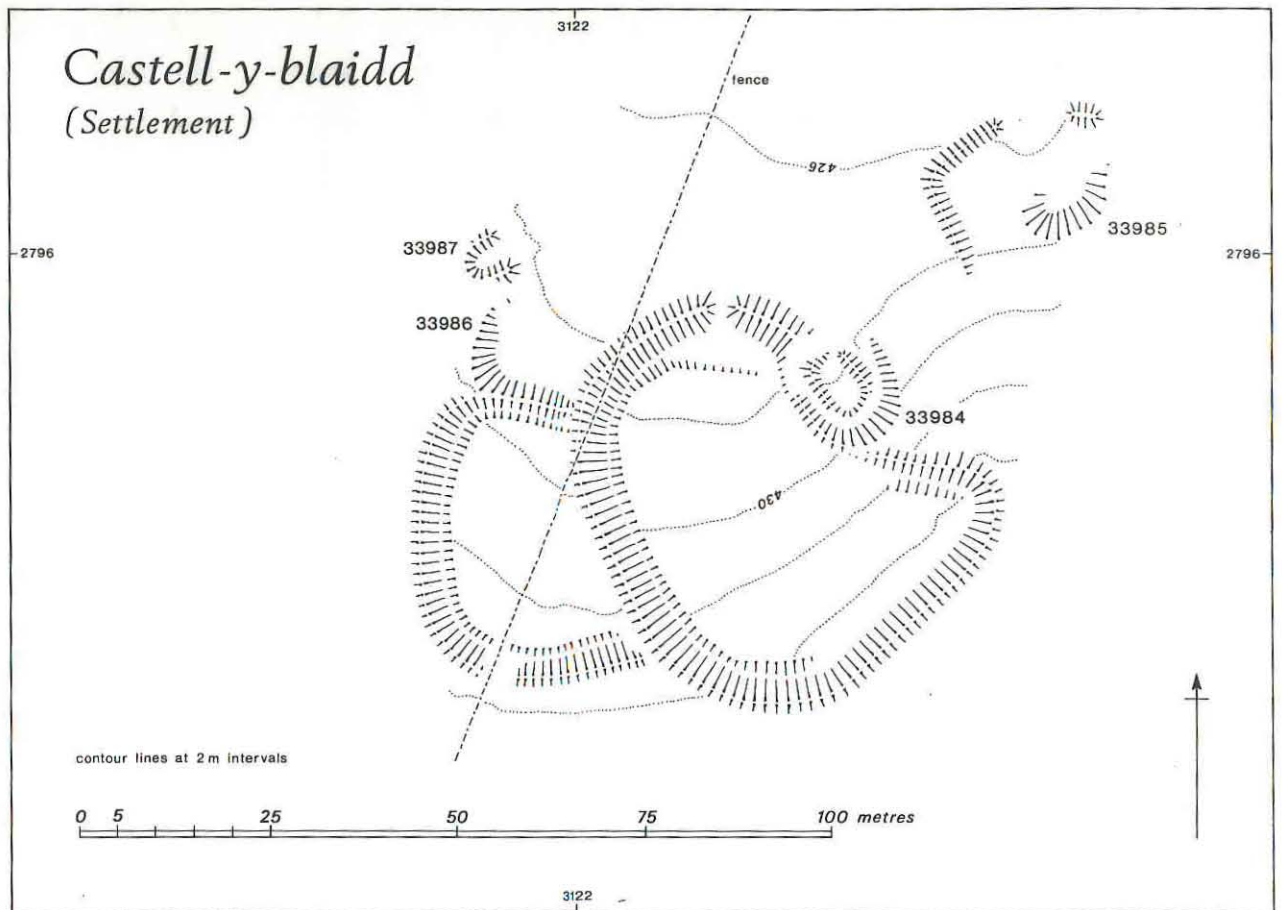 3122
Castell-y-blaidd
(Settlement)
fence
426
33987
33985
2796
2796
33986
33984
430
contour lines at 2m intervals
0 5 25 50 75 100 metres
3122